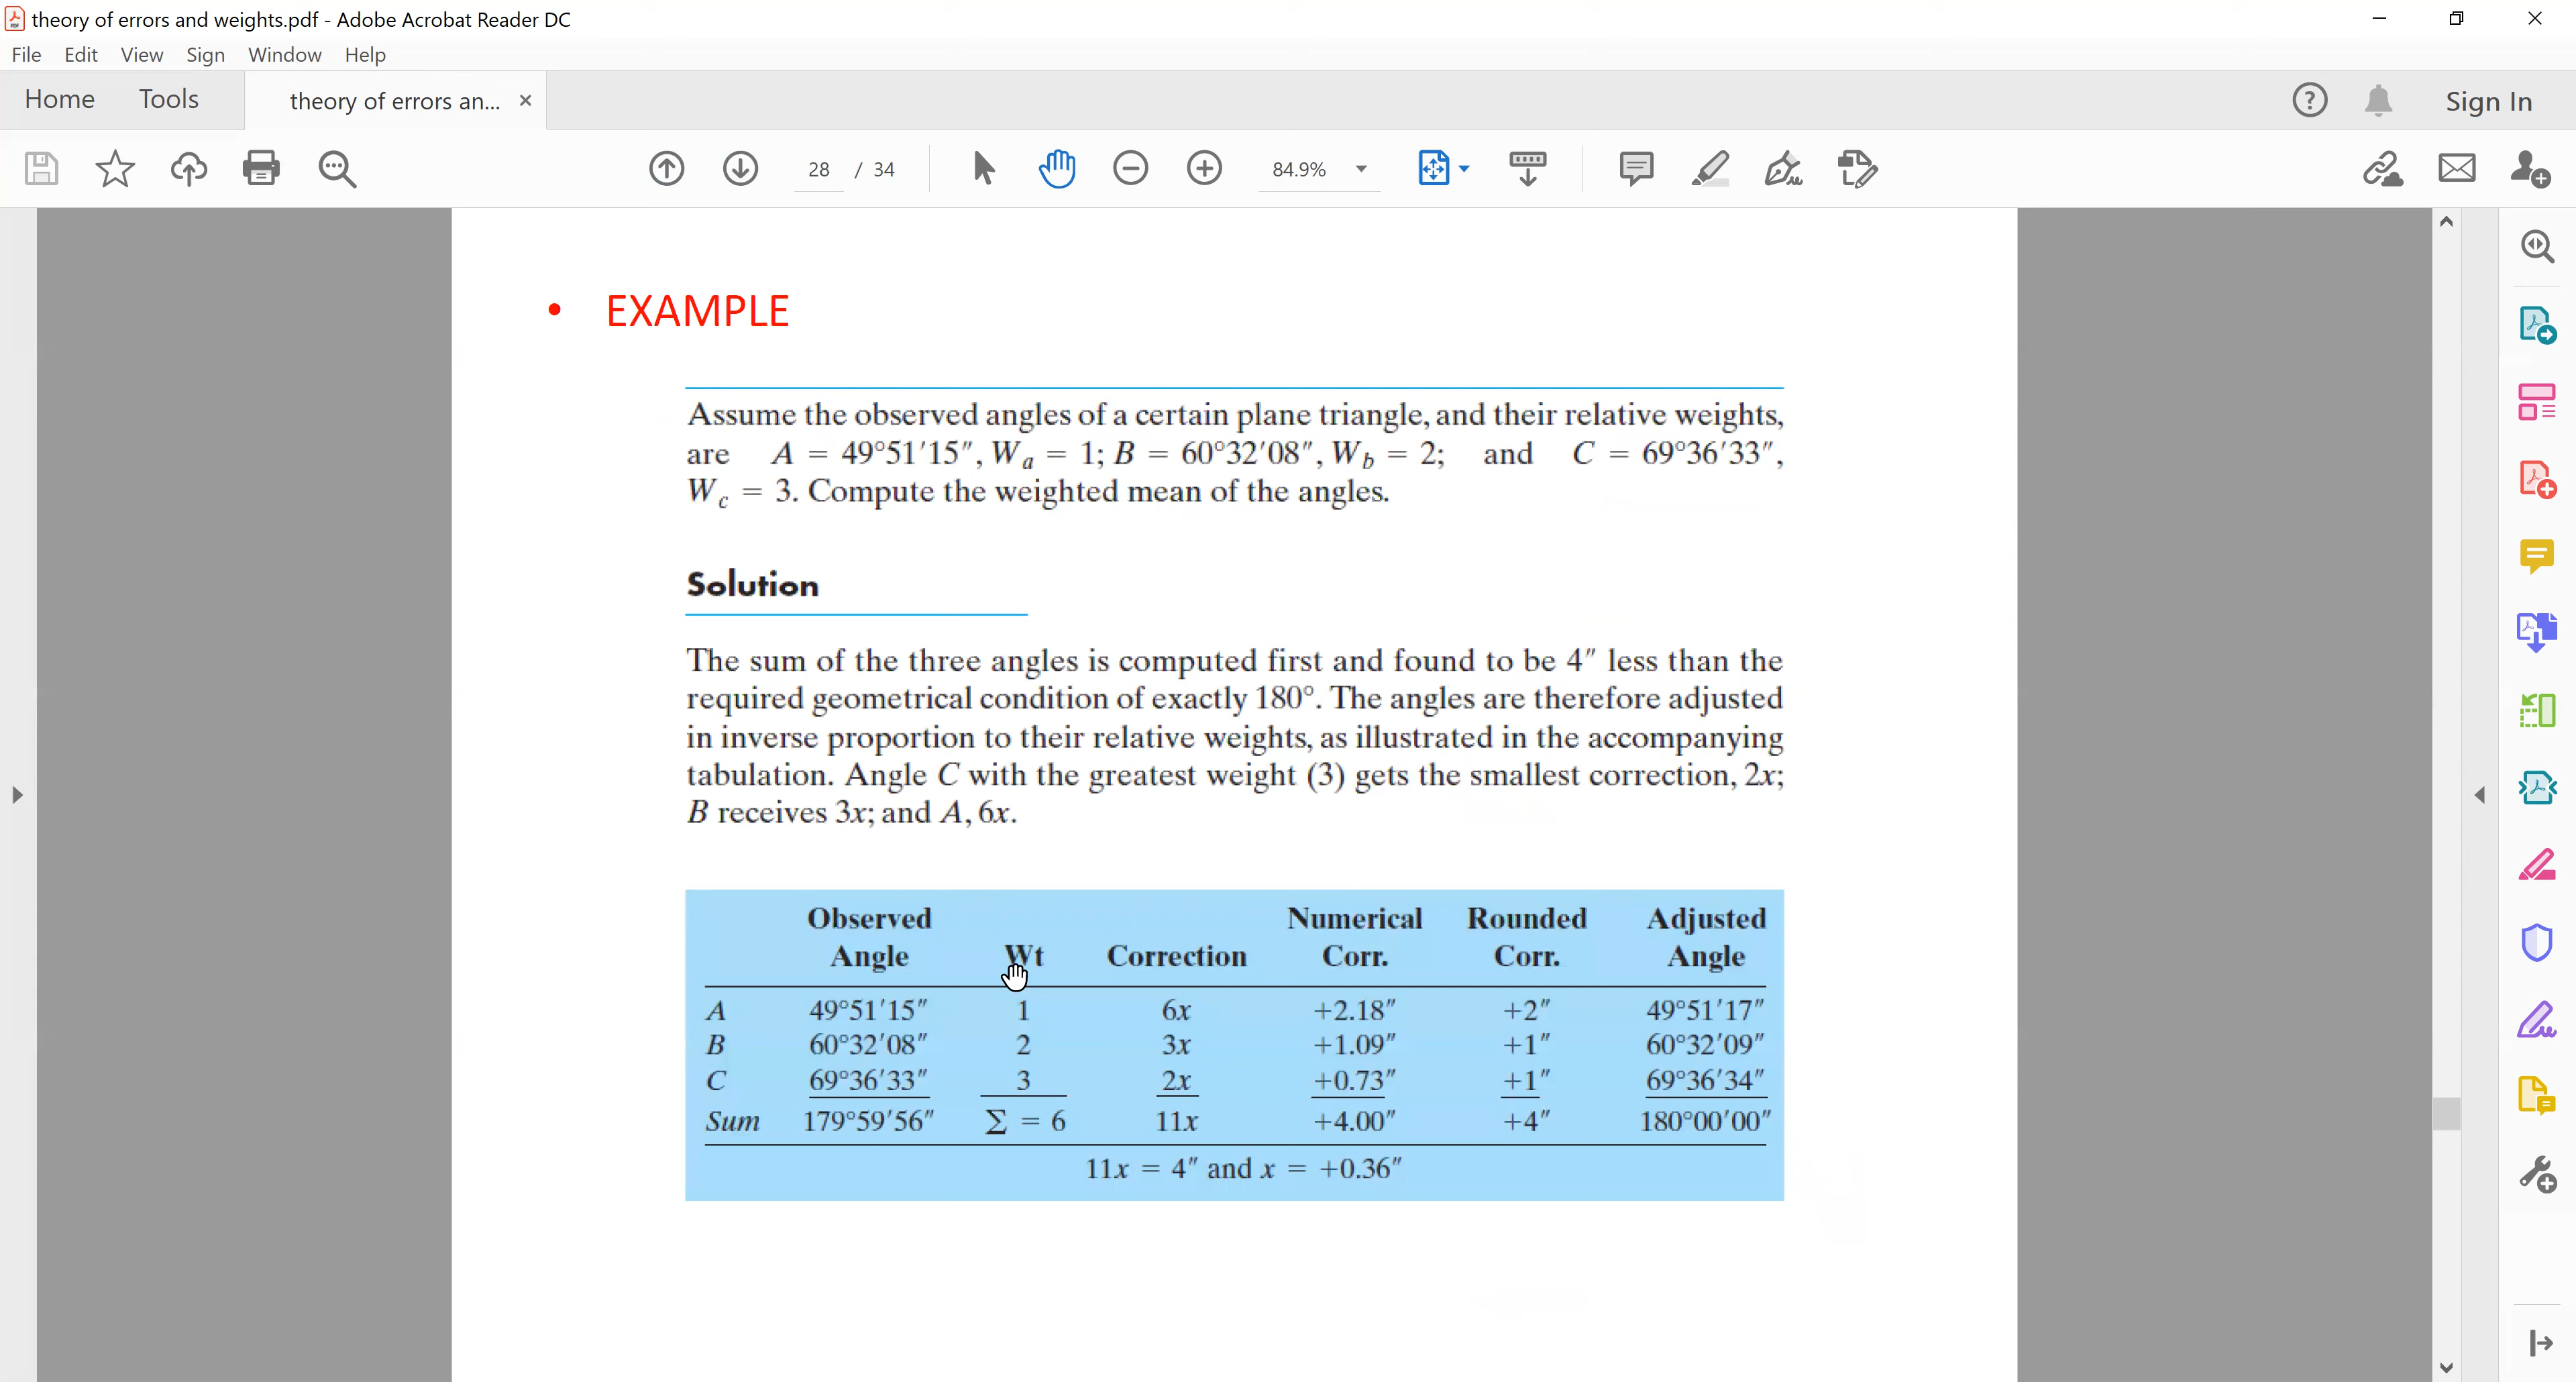 theory of errors and weights.pdf - Adobe Acrobat Reader DC
File Edit View Sign Window Help
Home Tools theory of errors an... × Sign In
28 / 34 84.9%
• EXAMPLE
Assume the observed angles of a certain plane triangle, and their relative weights,
are A = 49°51′15″, Wa = 1; B = 60°32′08″, Wb = 2; and C = 69°36′33″,
Wc = 3. Compute the weighted mean of the angles.
Solution
The sum of the three angles is computed first and found to be 4″ less than the
required geometrical condition of exactly 180°. The angles are therefore adjusted
in inverse proportion to their relative weights, as illustrated in the accompanying
tabulation. Angle C with the greatest weight (3) gets the smallest correction, 2x;
B receives 3x; and A, 6x.
Observed Numerical Rounded Adjusted
Angle Wt Correction Corr. Corr. Angle
A 49°51′15″ 1 6x +2.18″ +2″ 49°51′17″
B 60°32′08″ 2 3x +1.09″ +1″ 60°32′09″
C 69°36′33″ 3 2x +0.73″ +1″ 69°36′34″
Sum 179°59′56″ Σ = 6 11x +4.00″ +4″ 180°00′00″
11x = 4″ and x = +0.36″